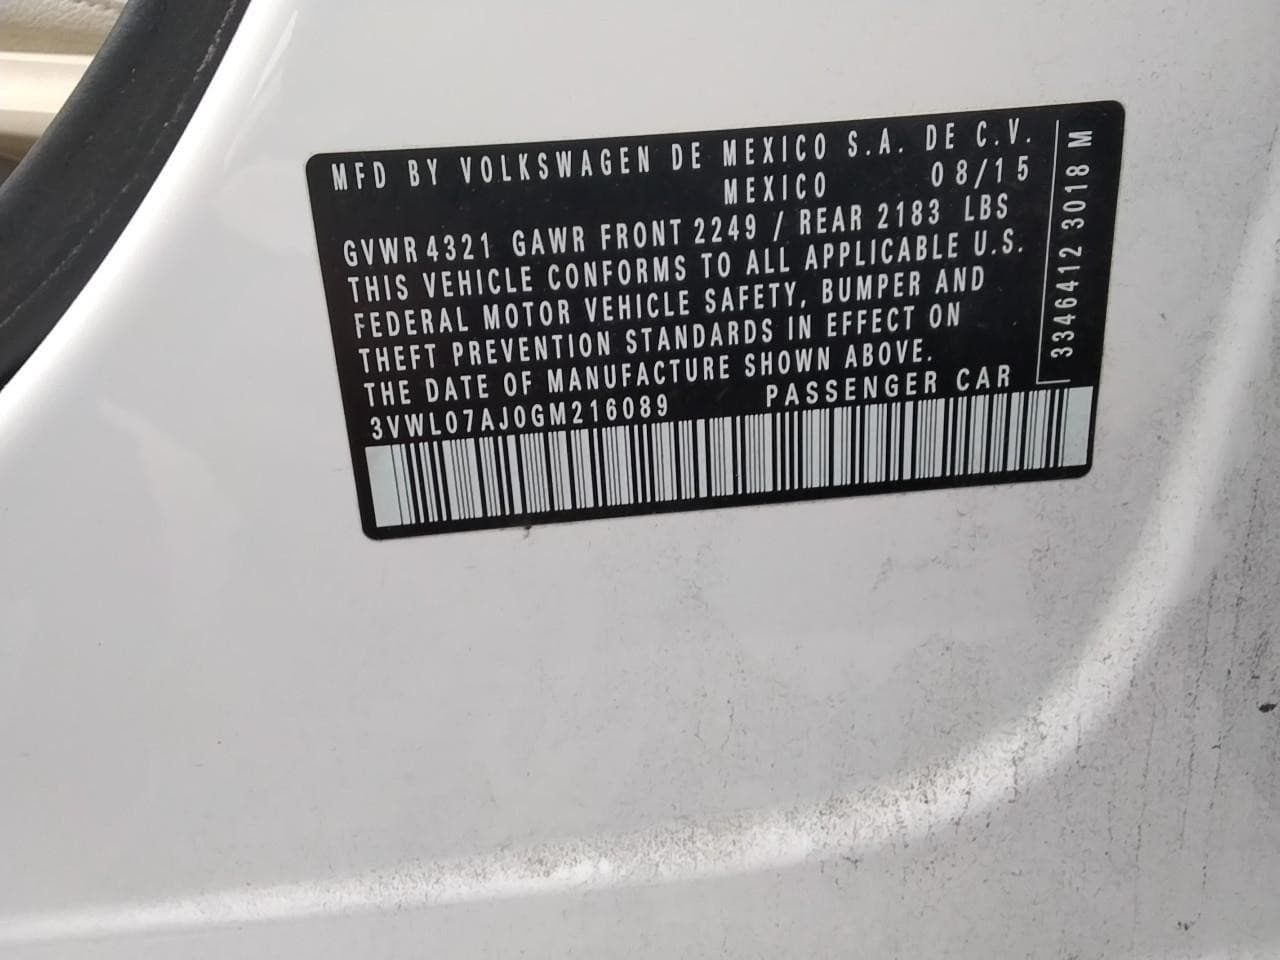 MFD BY VOLKSWAGEN DE MEXICO S.A. DE C.V.
MEXICO 08/15
GVWR 4321 GAWR FRONT 2249 / REAR 2183 LBS
THIS VEHICLE CONFORMS TO ALL APPLICABLE U.S.
FEDERAL MOTOR VEHICLE SAFETY, BUMPER AND
THEFT PREVENTION STANDARDS IN EFFECT ON
THE DATE OF MANUFACTURE SHOWN ABOVE.
3VWL07AJ0GM216089 PASSENGER CAR
3346412 3018 M